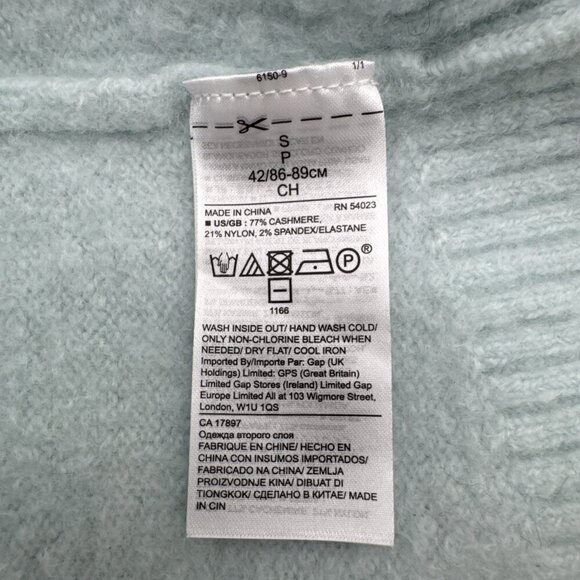 6150-9 1/1
S
P
42/86-89CM
CH
MADE IN CHINA RN 54023
■ US/GB : 77% CASHMERE,
21% NYLON, 2% SPANDEX/ELASTANE
P ®
1166
WASH INSIDE OUT/ HAND WASH COLD/
ONLY NON-CHLORINE BLEACH WHEN
NEEDED/ DRY FLAT/ COOL IRON
Imported By/Importe Par: Gap (UK
Holdings) Limited: GPS (Great Britain)
Limited Gap Stores (Ireland) Limited Gap
Europe Limited All at 103 Wigmore Street,
London, W1U 1QS
CA 17897
Одежда второго слоя
FABRIQUE EN CHINE/ HECHO EN
CHINA CON INSUMOS IMPORTADOS/
FABRICADO NA CHINA/ ZEMLJA
PROIZVODNJE KINA/ DIBUAT DI
TIONGKOK/ СДЕЛАНО В КИТАЕ/ MADE
IN CIN